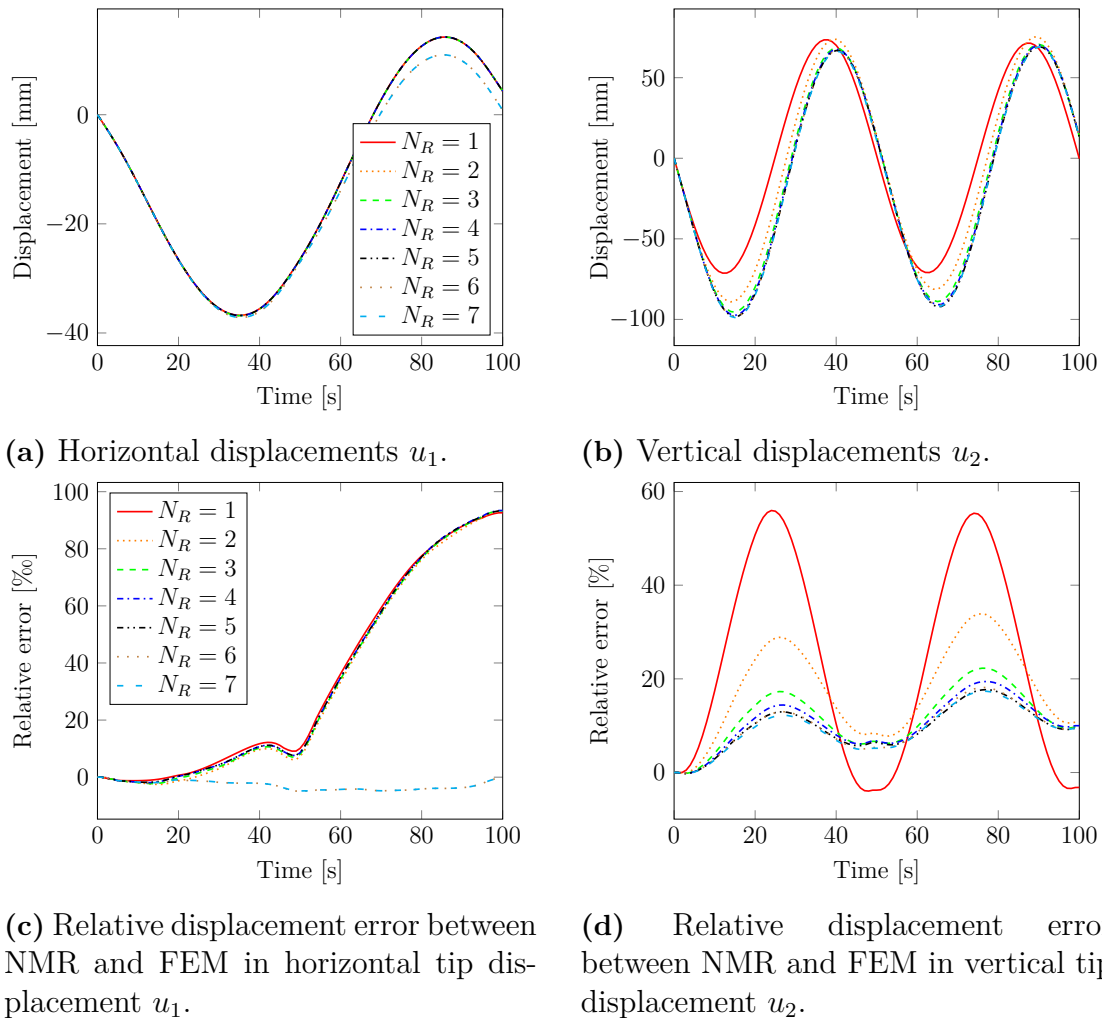 0
−20
−40
0 20 40 60 80 100
Time [s]
Displacement [mm]
N_R = 1
N_R = 2
N_R = 3
N_R = 4
N_R = 5
N_R = 6
N_R = 7
(a) Horizontal displacements u₁.
50
0
−50
−100
0 20 40 60 80 100
Time [s]
Displacement [mm]
(b) Vertical displacements u₂.
100
80
60
40
20
0
0 20 40 60 80 100
Time [s]
Relative error [‰]
N_R = 1
N_R = 2
N_R = 3
N_R = 4
N_R = 5
N_R = 6
N_R = 7
(c) Relative displacement error between
NMR and FEM in horizontal tip dis-
placement u₁.
60
40
20
0
0 20 40 60 80 100
Time [s]
Relative error [%]
(d) Relative displacement erro
between NMR and FEM in vertical tip
displacement u₂.